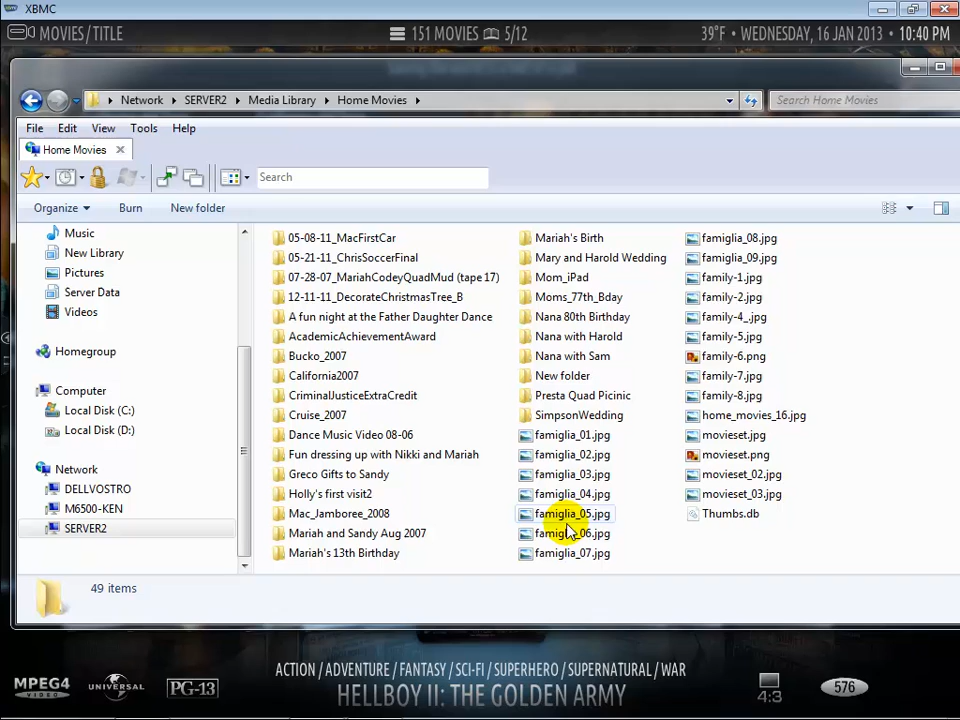 XBMC
MOVIES/TITLE
151 MOVIES 5/12
39°F • WEDNESDAY, 16 JAN 2013 • 10:40 PM
Network SERVER2 Media Library Home Movies
Search Home Movies
File Edit View Tools Help
Home Movies
Search
Organize Burn New folder
Music
New Library
Pictures
Server Data
Videos
Homegroup
Computer
Local Disk (C:)
Local Disk (D:)
Network
DELLVOSTRO
M6500-KEN
SERVER2
05-08-11_MacFirstCar
05-21-11_ChrisSoccerFinal
07-28-07_MariahCodeyQuadMud (tape 17)
12-11-11_DecorateChristmasTree_B
A fun night at the Father Daughter Dance
AcademicAchievementAward
Bucko_2007
California2007
CriminalJusticeExtraCredit
Cruise_2007
Dance Music Video 08-06
Fun dressing up with Nikki and Mariah
Greco Gifts to Sandy
Holly's first visit2
Mac_Jamboree_2008
Mariah and Sandy Aug 2007
Mariah's 13th Birthday
Mariah's Birth
Mary and Harold Wedding
Mom_iPad
Moms_77th_Bday
Nana 80th Birthday
Nana with Harold
Nana with Sam
New folder
Presta Quad Picinic
SimpsonWedding
famiglia_01.jpg
famiglia_02.jpg
famiglia_03.jpg
famiglia_04.jpg
famiglia_05.jpg
famiglia_06.jpg
famiglia_07.jpg
famiglia_08.jpg
famiglia_09.jpg
family-1.jpg
family-2.jpg
family-4_.jpg
family-5.jpg
family-6.png
family-7.jpg
family-8.jpg
home_movies_16.jpg
movieset.jpg
movieset.png
movieset_02.jpg
movieset_03.jpg
Thumbs.db
49 items
ACTION / ADVENTURE / FANTASY / SCI-FI / SUPERHERO / SUPERNATURAL / WAR
MPEG4
VIDEO
UNIVERSAL
PG-13
HELLBOY II: THE GOLDEN ARMY
4:3
576